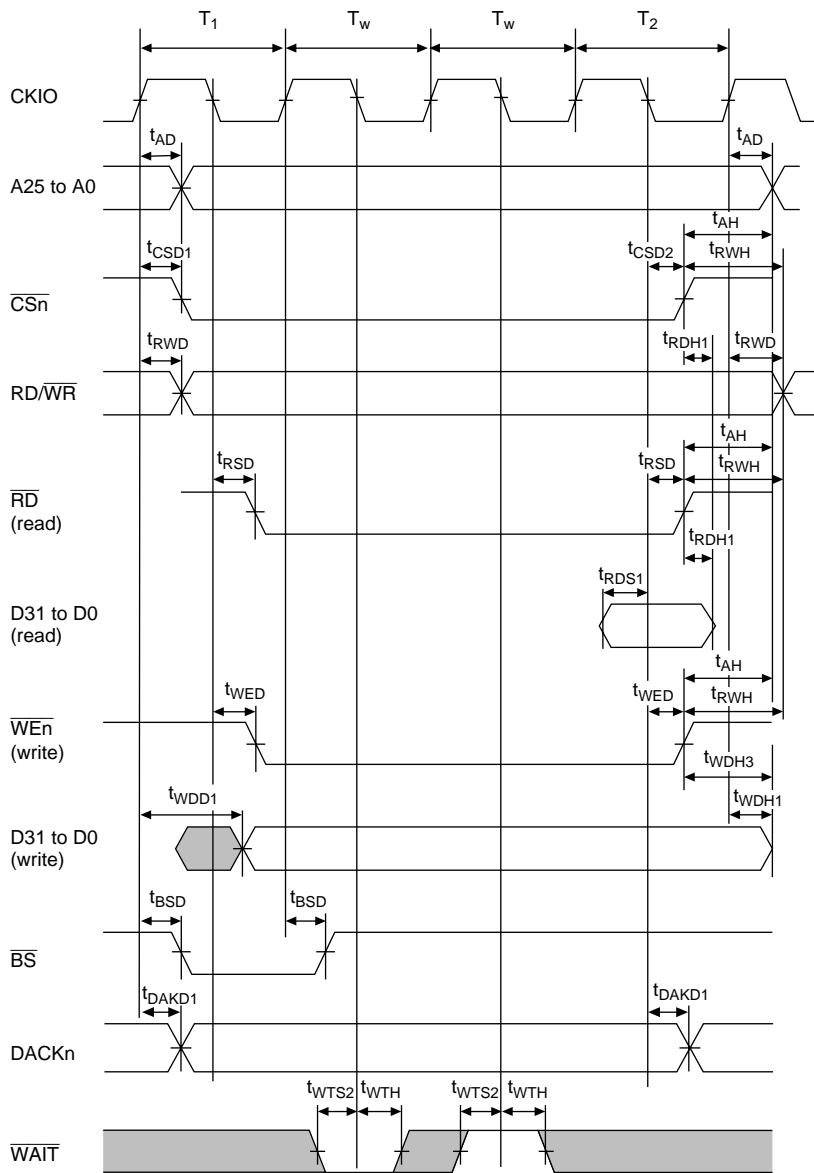 T1 Tw Tw T2
CKIO
tAD tAD
A25 to A0
tAH
tCSD1 tCSD2 tRWH
CSn
tRWD tRDH1 tRWD
RD/WR
tAH
tRSD tRSD tRWH
RD
(read)
tRDH1
tRDS1
D31 to D0
(read)
tAH
tWED tWED tRWH
WEn
(write)
tWDH3
tWDD1 tWDH1
D31 to D0
(write)
tBSD tBSD
BS
tDAKD1 tDAKD1
DACKn
tWTS2 tWTH tWTS2 tWTH
WAIT